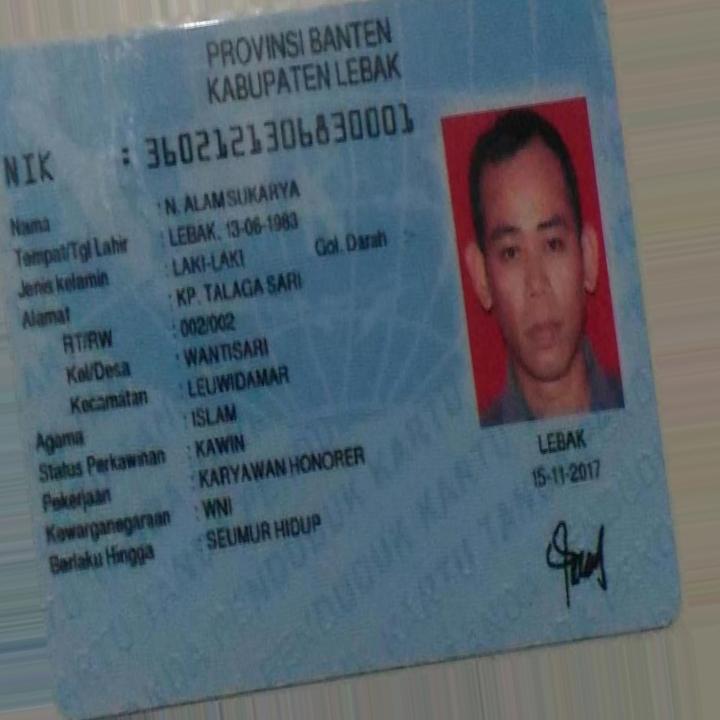 PROVINSI BANTEN
KABUPATEN LEBAK
NIK : 3602121306830001
Nama : N. ALAM SUKARYA
Tempat/Tgl Lahir : LEBAK, 13-06-1983
Jenis kelamin : LAKI-LAKI Gol. Darah
Alamat : KP. TALAGA SARI
RT/RW : 002/002
Kel/Desa : WANTISARI
Kecamatan : LEUWIDAMAR
Agama : ISLAM
Status Perkawinan : KAWIN
Pekerjaan : KARYAWAN HONORER
Kewarganegaraan : WNI
Berlaku Hingga : SEUMUR HIDUP
LEBAK
15-11-2017